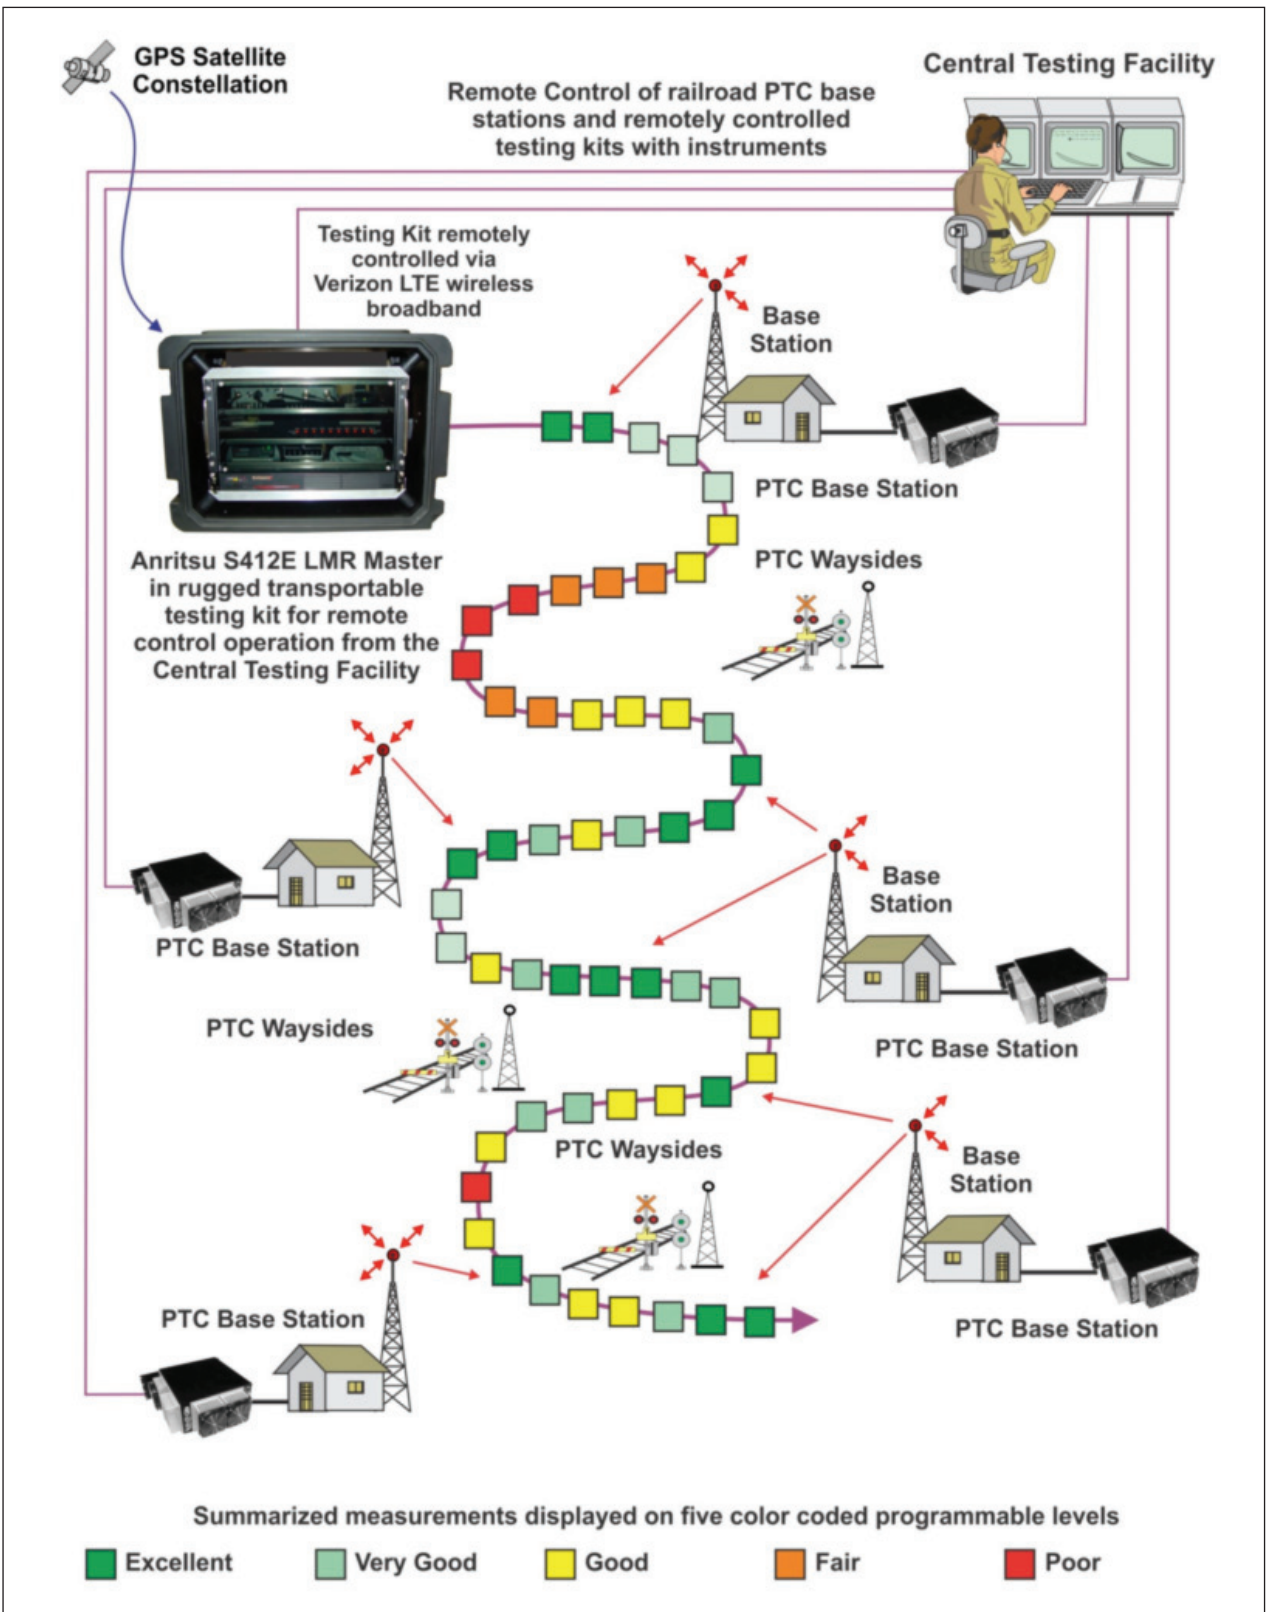 GPS Satellite
Constellation
Central Testing Facility
Remote Control of railroad PTC base
stations and remotely controlled
testing kits with instruments
Testing Kit remotely
controlled via
Verizon LTE wireless
broadband
Base
Station
PTC Base Station
Anritsu S412E LMR Master
in rugged transportable
testing kit for remote
control operation from the
Central Testing Facility
PTC Waysides
Base
Station
PTC Base Station
PTC Waysides
PTC Base Station
PTC Waysides
Base
Station
PTC Base Station
PTC Base Station
Summarized measurements displayed on five color coded programmable levels
Excellent
Very Good
Good
Fair
Poor